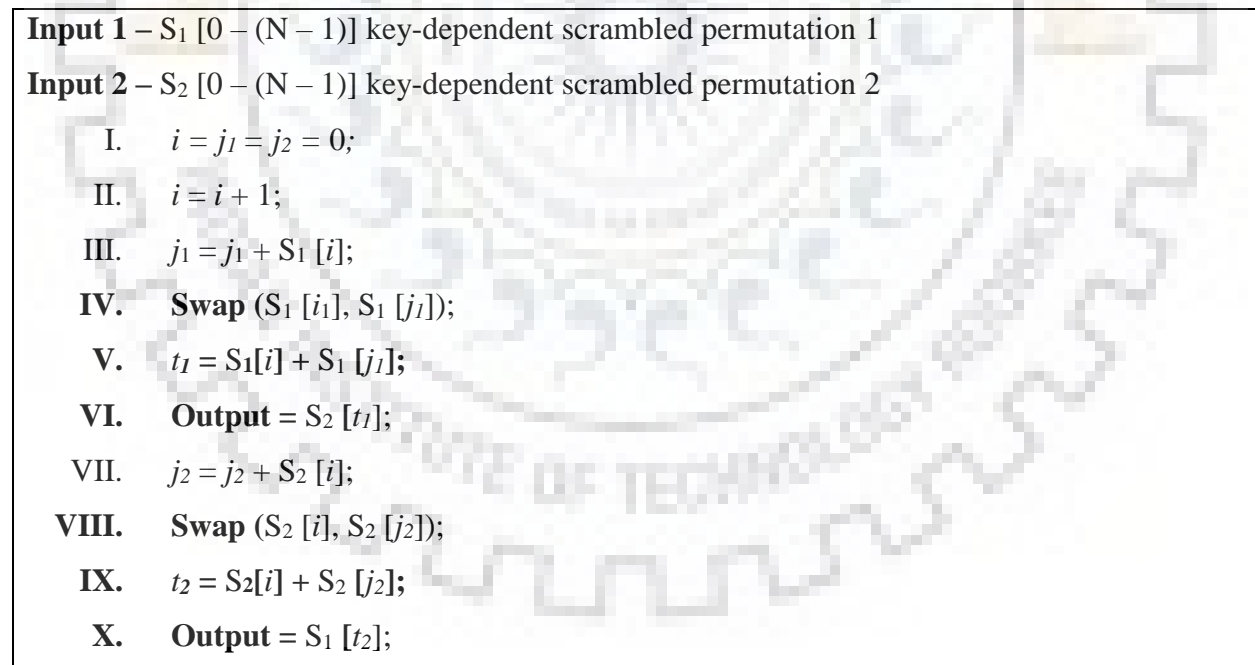 Input 1 – S₁ [0 – (N – 1)] key-dependent scrambled permutation 1
Input 2 – S₂ [0 – (N – 1)] key-dependent scrambled permutation 2
I. i = j₁ = j₂ = 0;
II. i = i + 1;
III. j₁ = j₁ + S₁ [i];
IV. Swap (S₁ [i₁], S₁ [j₁]);
V. t₁ = S₁[i] + S₁ [j₁];
VI. Output = S₂ [t₁];
VII. j₂ = j₂ + S₂ [i];
VIII. Swap (S₂ [i], S₂ [j₂]);
IX. t₂ = S₂[i] + S₂ [j₂];
X. Output = S₁ [t₂];